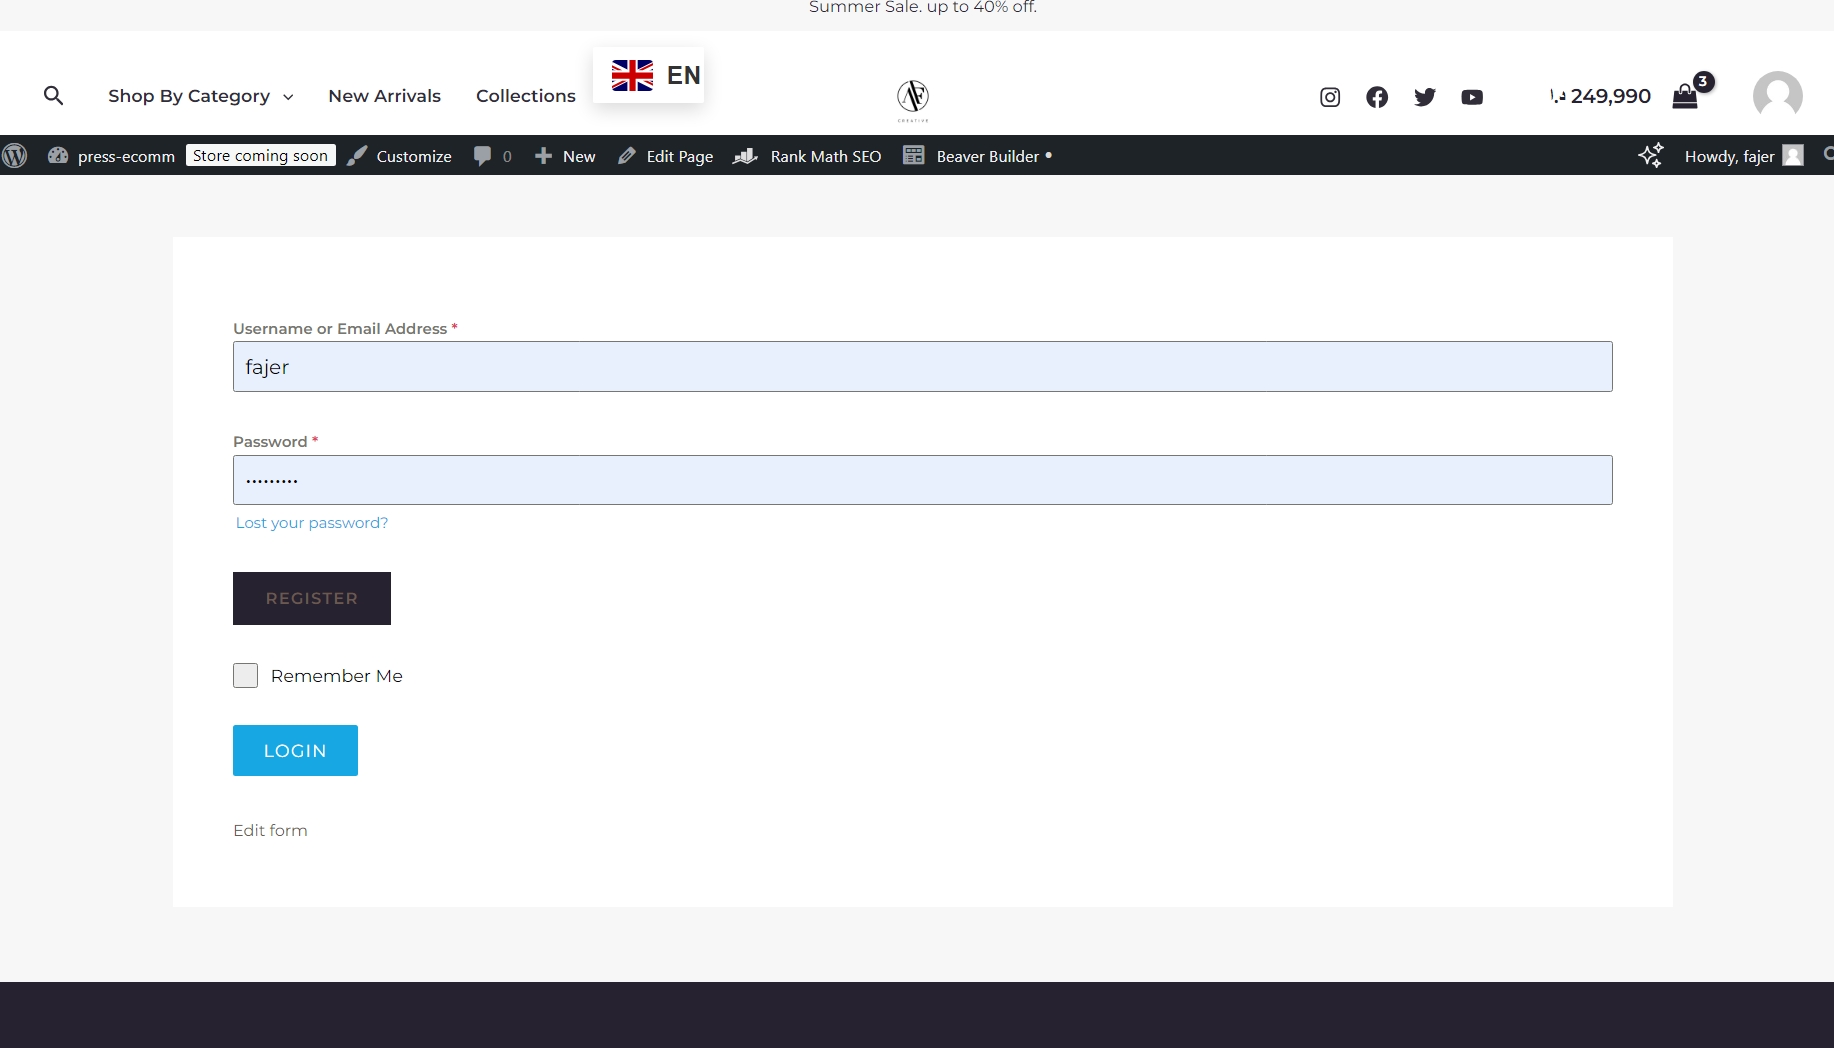 Summer Sale. up to 40% off.
Shop By Category
New Arrivals
Collections
EN
AF
CREATIVE
د.ا 249,990
3
press-ecomm
Store coming soon
Customize
0
New
Edit Page
Rank Math SEO
Beaver Builder •
Howdy, fajer
Username or Email Address *
fajer
Password *
•••••••••
Lost your password?
REGISTER
Remember Me
LOGIN
Edit form